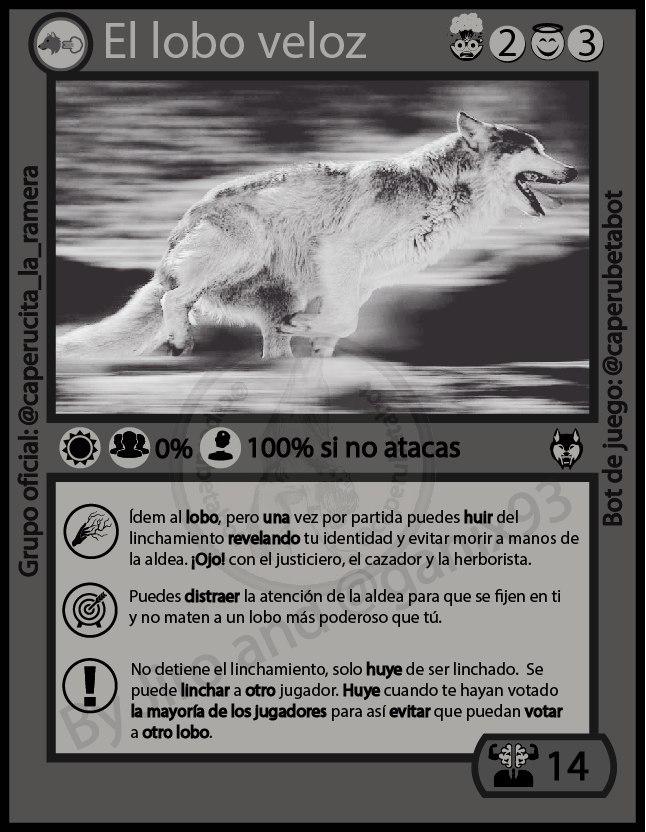 El lobo veloz
2
3
Grupo oficial: @caperucita_la_ramera
Bot de juego: @caperubetabot
0%
100% si no atacas
Ídem al lobo, pero una vez por partida puedes huir del
linchamiento revelando tu identidad y evitar morir a manos de
la aldea. ¡Ojo! con el justiciero, el cazador y la herborista.
Puedes distraer la atención de la aldea para que se fijen en ti
y no maten a un lobo más poderoso que tú.
No detiene el linchamiento, solo huye de ser linchado. Se
puede linchar a otro jugador. Huye cuando te hayan votado
la mayoría de los jugadores para así evitar que puedan votar
a otro lobo.
14